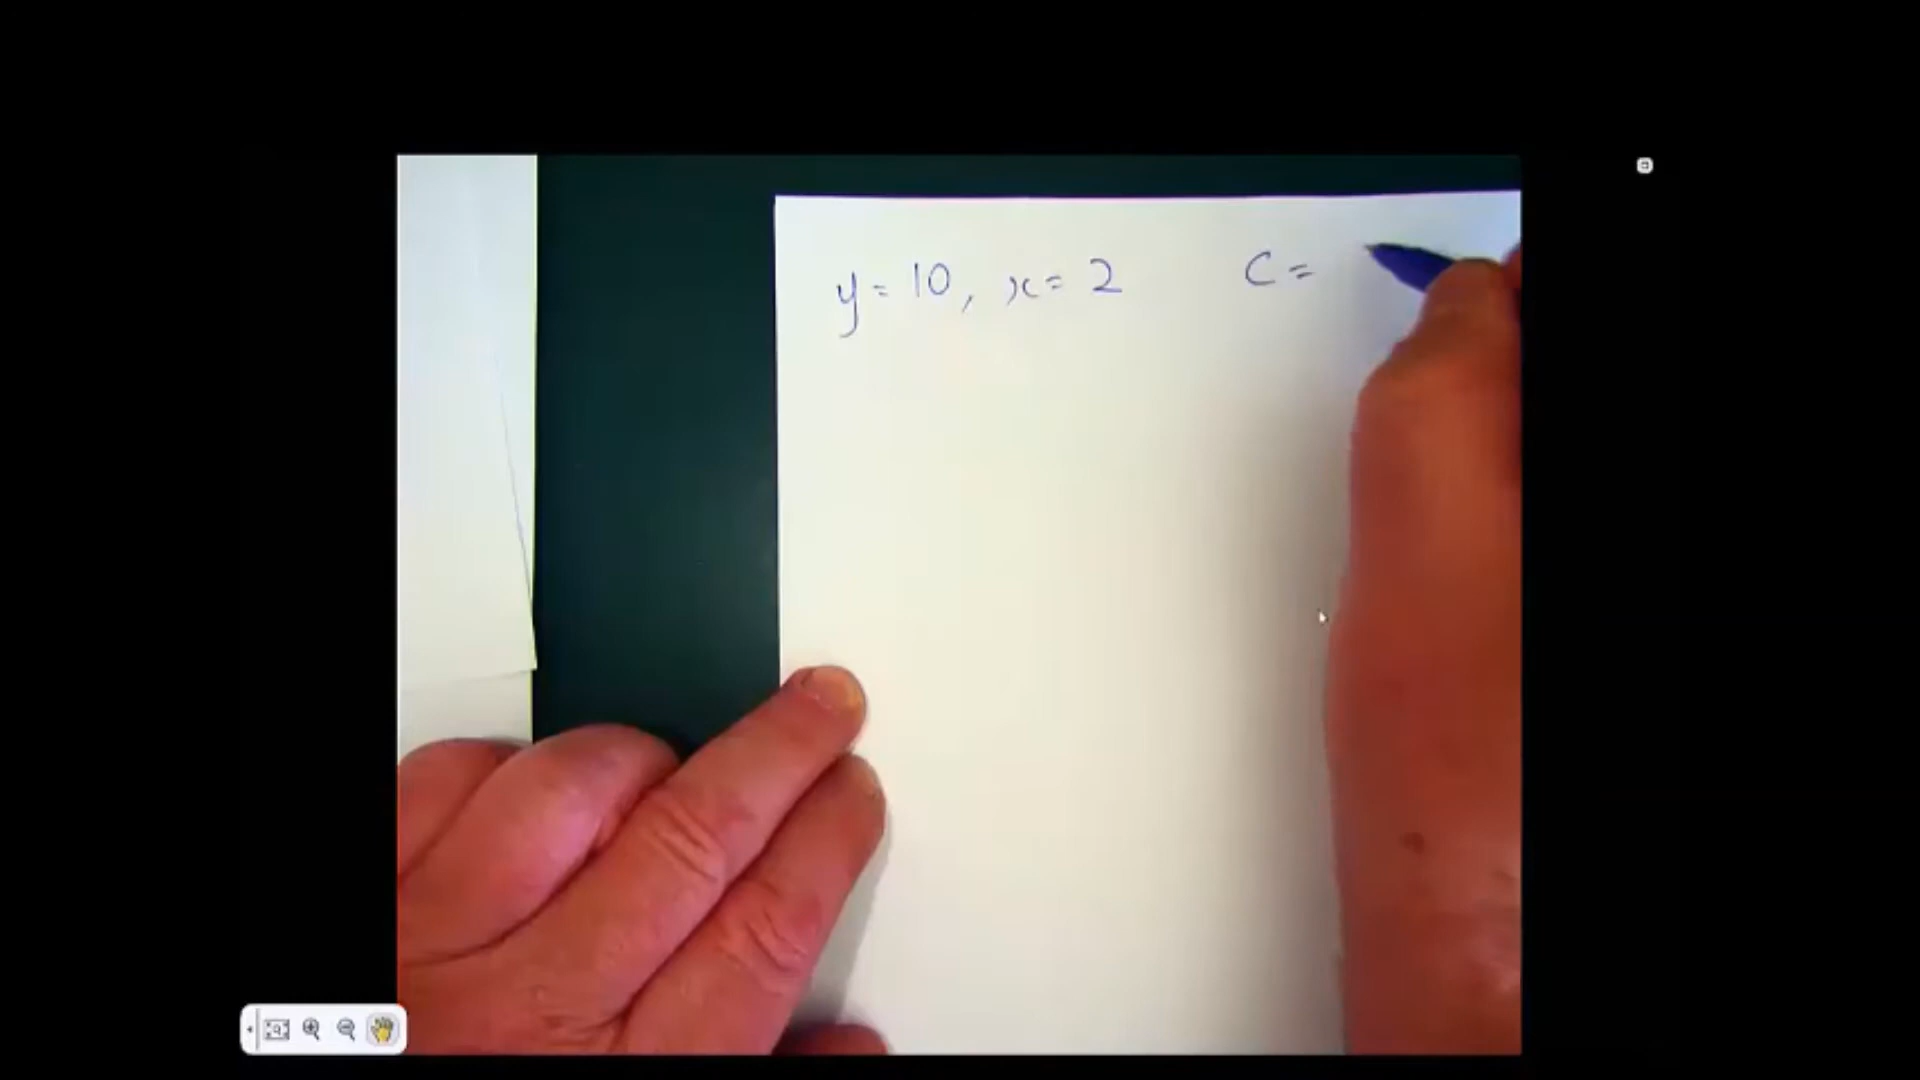 y = 10, x = 2 C =